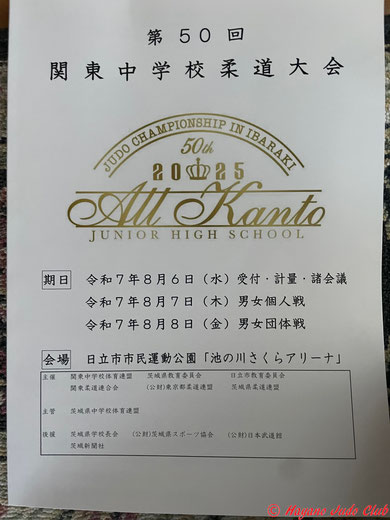 第50回
関東中学校柔道大会
JUDO CHAMPIONSHIP IN IBARAKI
50th
2025
All Kanto
JUNIOR HIGH SCHOOL
期日 令和7年8月6日（水）受付・計量・諸会議
令和7年8月7日（木）男女個人戦
令和7年8月8日（金）男女団体戦
会場 日立市市民運動公園「池の川さくらアリーナ」
主催 関東中学校体育連盟 茨城県教育委員会 日立市教育委員会
関東柔道連合会 (公財)東京都柔道連盟 茨城県柔道連盟
主管 茨城県中学校体育連盟
後援 茨城県学校長会 (公財)茨城県スポーツ協会 (公財)日本武道館
茨城新聞社
© Hayano Judo Club